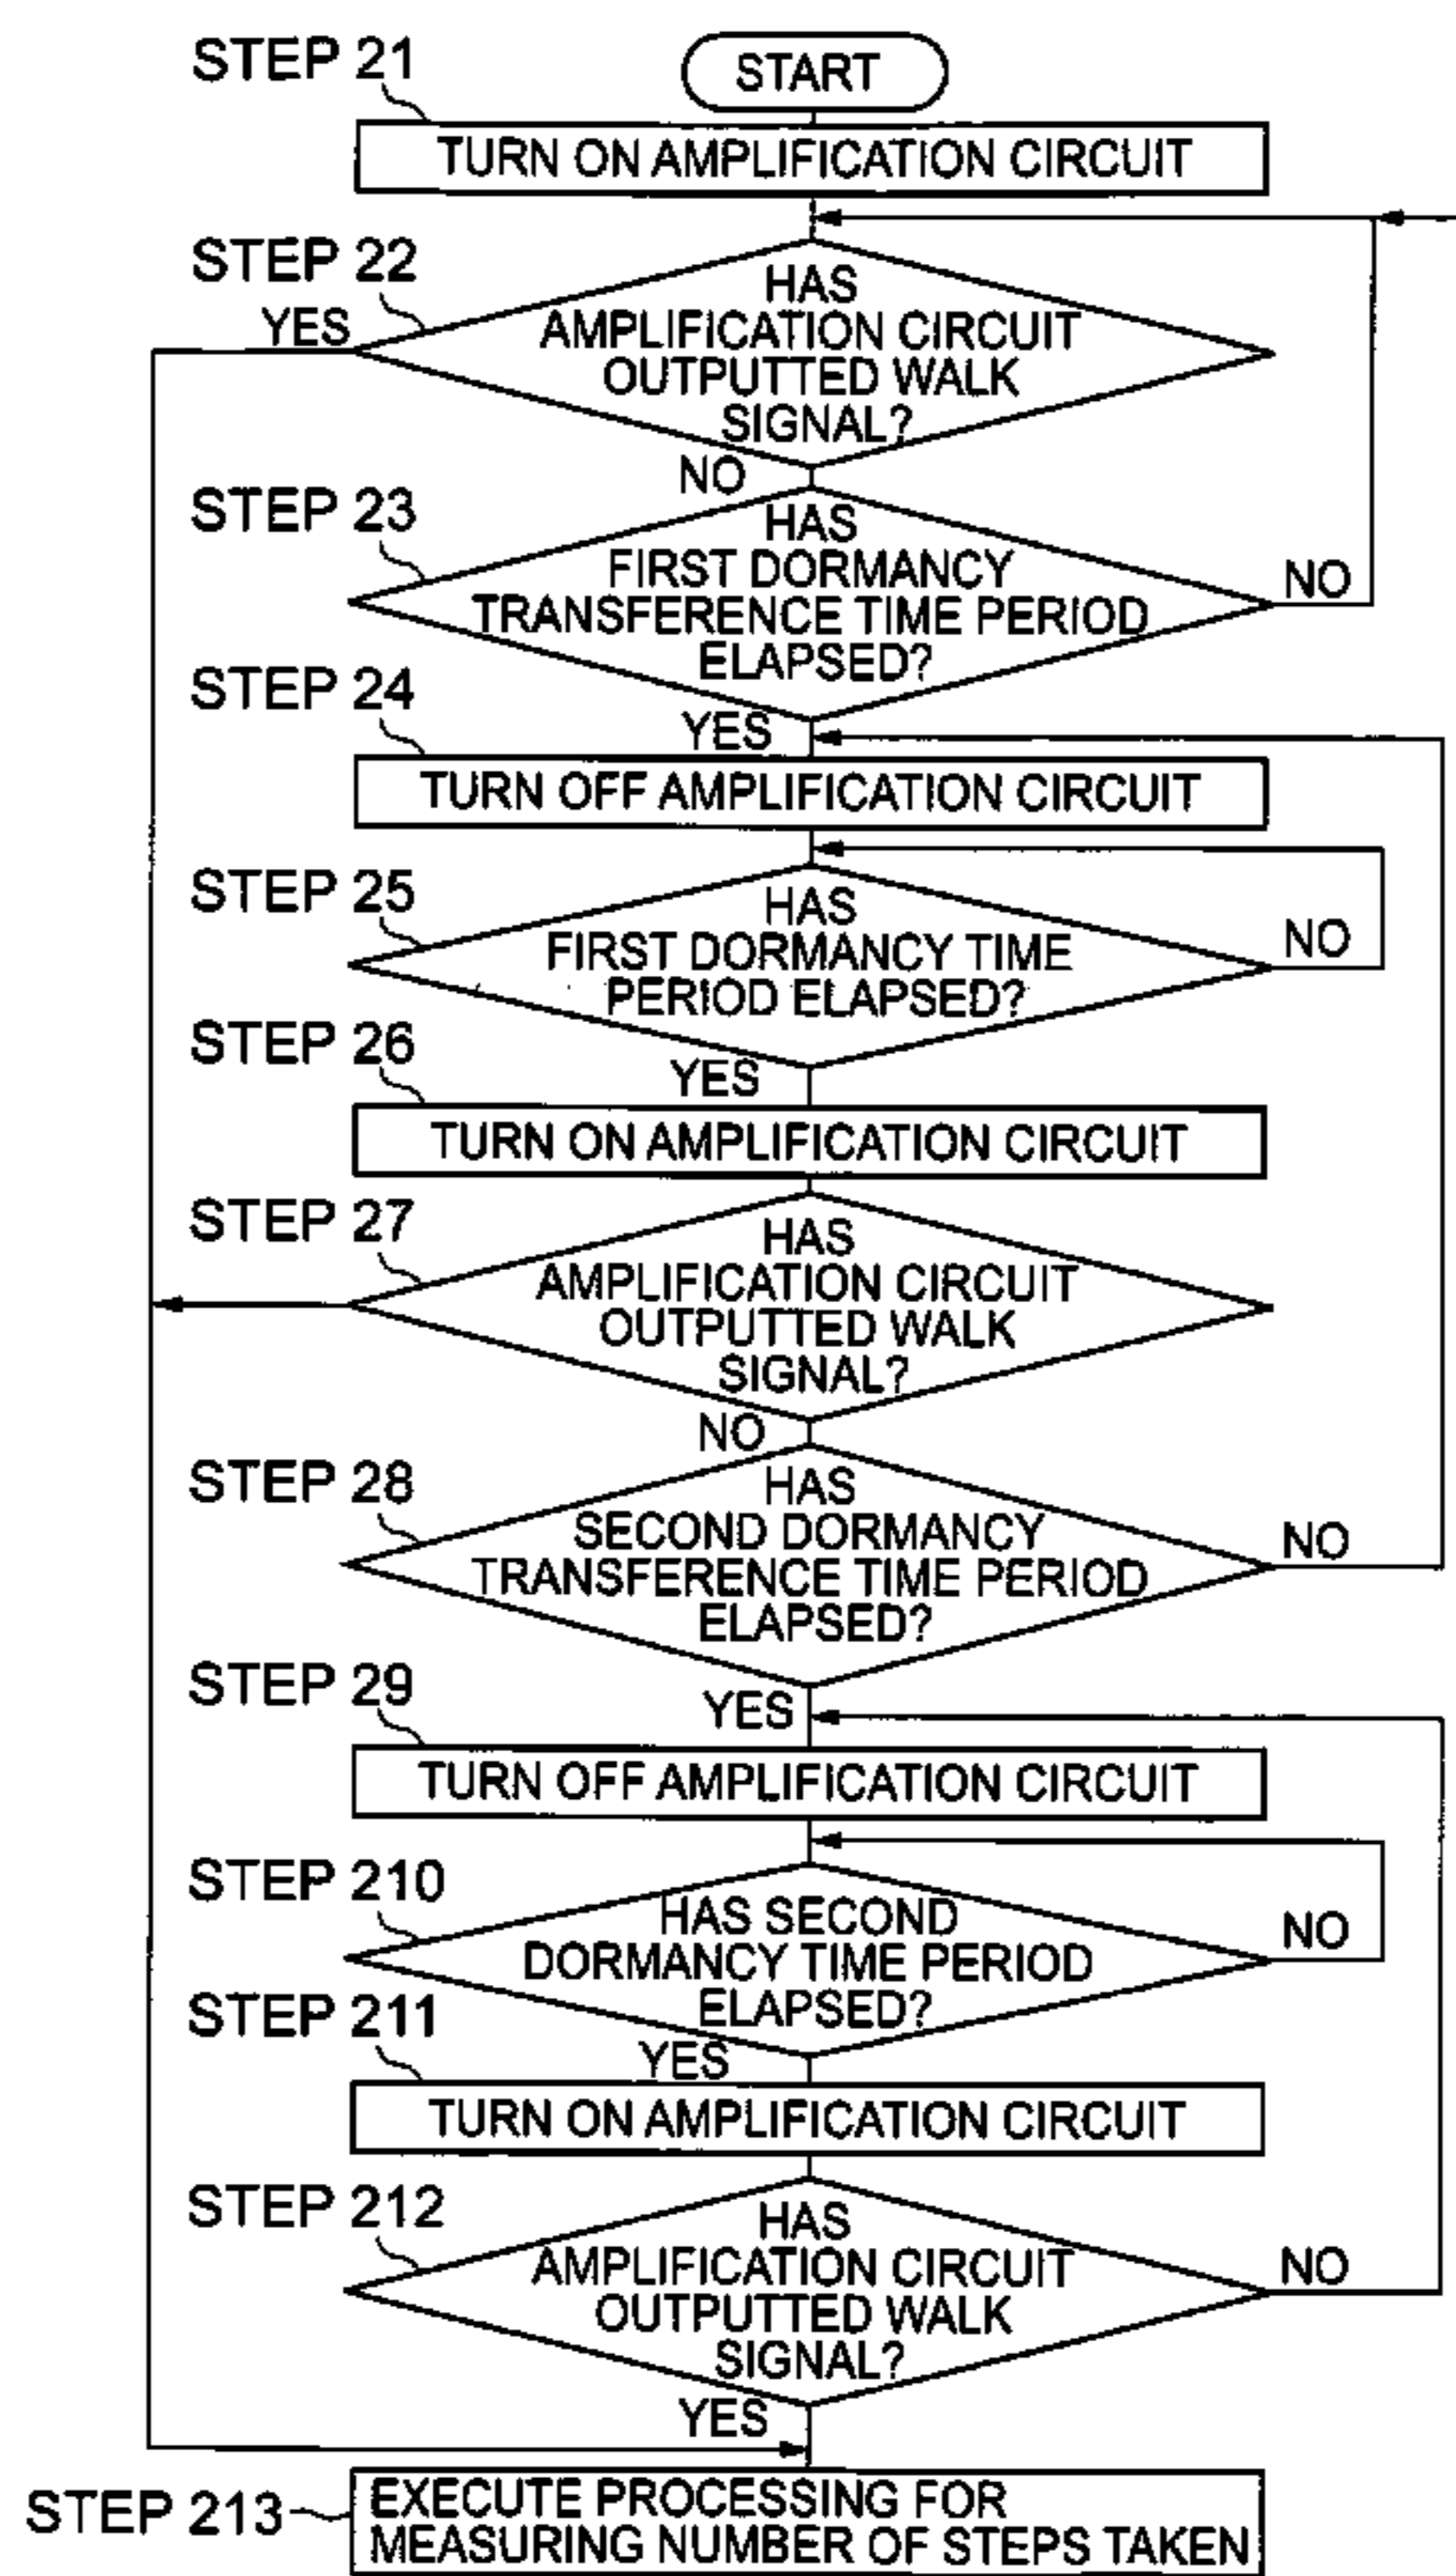 STEP 21
START
TURN ON AMPLIFICATION CIRCUIT
STEP 22
YES
HAS
AMPLIFICATION CIRCUIT
OUTPUTTED WALK
SIGNAL?
NO
STEP 23
HAS
FIRST DORMANCY
TRANSFERENCE TIME PERIOD
ELAPSED?
NO
STEP 24
YES
TURN OFF AMPLIFICATION CIRCUIT
STEP 25
HAS
FIRST DORMANCY TIME
PERIOD ELAPSED?
NO
STEP 26
YES
TURN ON AMPLIFICATION CIRCUIT
STEP 27
HAS
AMPLIFICATION CIRCUIT
OUTPUTTED WALK
SIGNAL?
NO
STEP 28
HAS
SECOND DORMANCY
TRANSFERENCE TIME PERIOD
ELAPSED?
NO
STEP 29
YES
TURN OFF AMPLIFICATION CIRCUIT
STEP 210
HAS SECOND
DORMANCY TIME PERIOD
ELAPSED?
NO
STEP 211
YES
TURN ON AMPLIFICATION CIRCUIT
STEP 212
HAS
AMPLIFICATION CIRCUIT
OUTPUTTED WALK
SIGNAL?
NO
YES
STEP 213
EXECUTE PROCESSING FOR
MEASURING NUMBER OF STEPS TAKEN